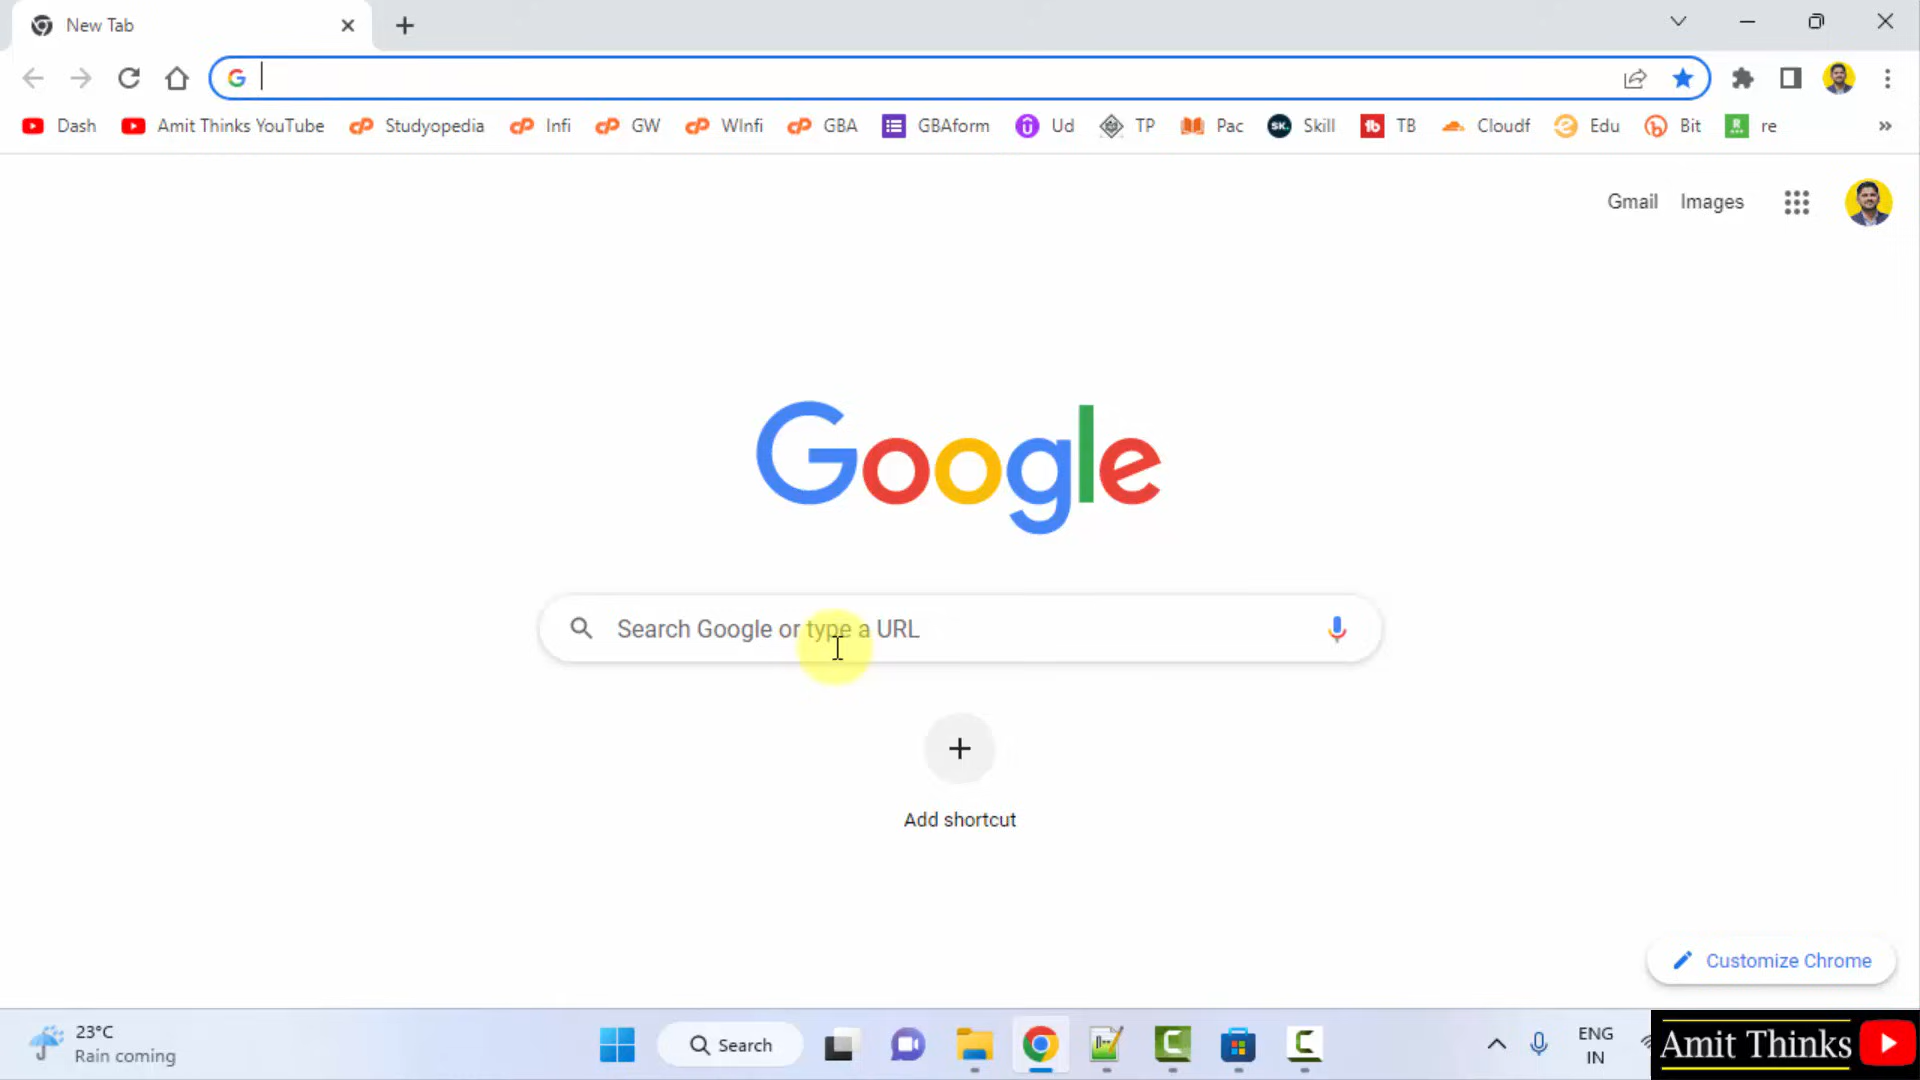 New Tab
Dash Amit Thinks YouTube Studyopedia Infi GW WInfi GBA GBAform Ud TP Pac SK. Skill tb TB Cloudf Edu Bit R re
Gmail Images
Google
Search Google or type a URL
Add shortcut
Customize Chrome
23°C
Rain coming
Search
ENG
IN
Amit Thinks